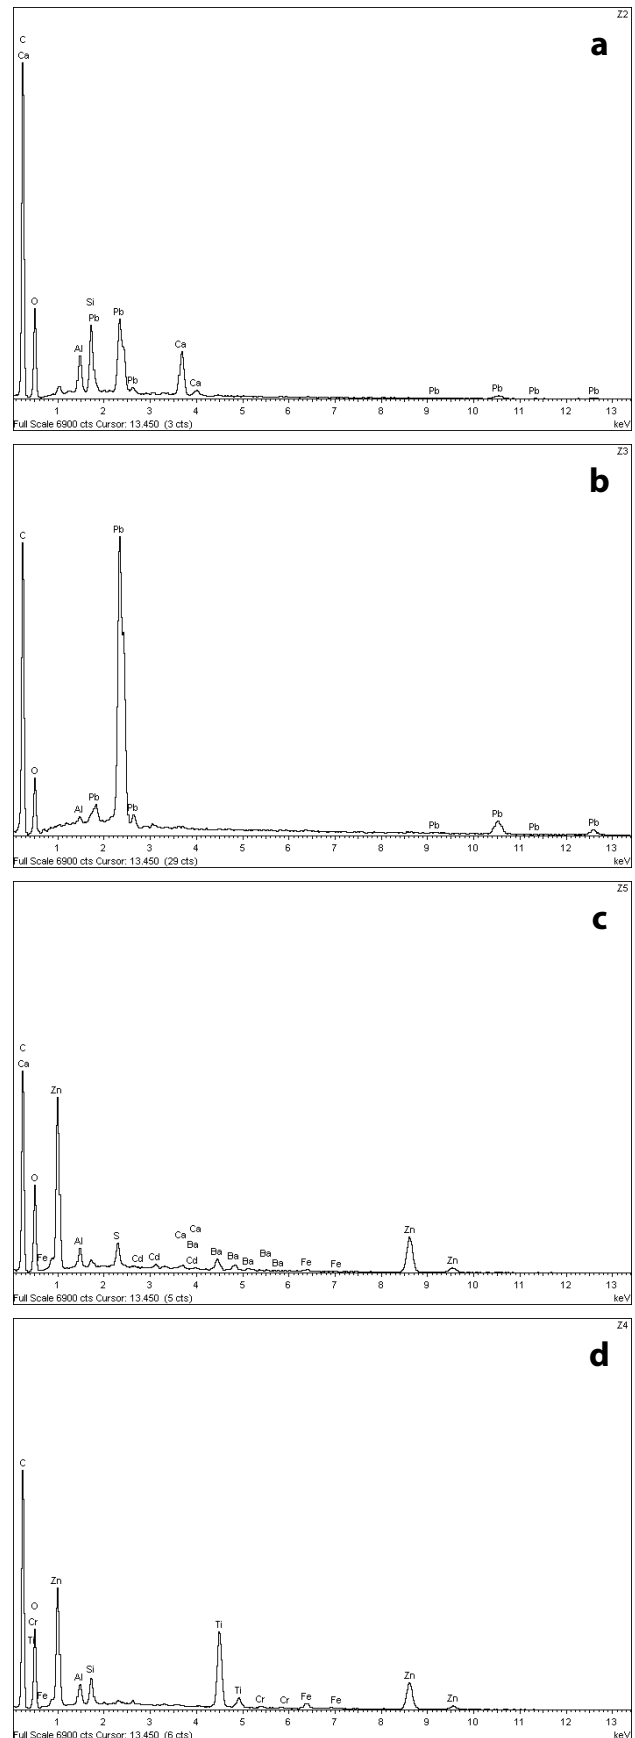 Z2
a
C
Ca
O
Si
Pb
Pb
Al
Ca
Pb
Ca
Pb
Pb
Pb
Pb
1 2 3 4 5 6 7 8 9 10 11 12 13
Full Scale 6900 cts Cursor: 13.450 (3 cts)
keV
Z3
b
Pb
C
O
Pb
Al
Pb
Pb
Pb
Pb
Pb
1 2 3 4 5 6 7 8 9 10 11 12 13
Full Scale 6900 cts Cursor: 13.450 (29 cts)
keV
Z5
c
C
Ca
Zn
O
Fe
Al
S
Cd
Cd
Ca
Ca
Ba
Cd
Ba
Ba
Ba
Ba
Ba
Fe
Fe
Zn
Zn
1 2 3 4 5 6 7 8 9 10 11 12 13
Full Scale 6900 cts Cursor: 13.450 (5 cts)
keV
Z4
d
C
Zn
O
Cr
Ti
Fe
Al
Si
Ti
Ti
Cr
Cr
Fe
Fe
Zn
Zn
1 2 3 4 5 6 7 8 9 10 11 12 13
Full Scale 6900 cts Cursor: 13.450 (6 cts)
keV